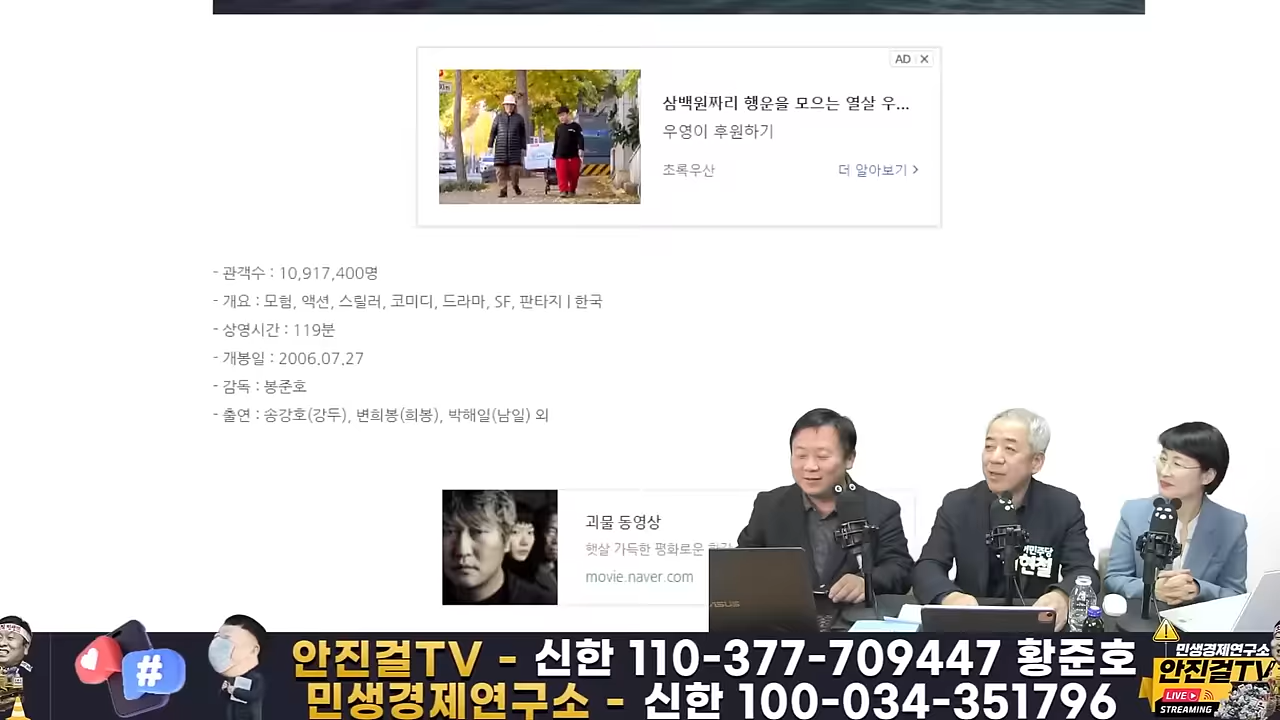 AD X
삼백원짜리 행운을 모으는 열살 우...
우영이 후원하기
초록우산
더 알아보기 >
- 관객수 : 10,917,400명
- 개요 : 모험, 액션, 스릴러, 코미디, 드라마, SF, 판타지 | 한국
- 상영시간 : 119분
- 개봉일 : 2006.07.27
- 감독 : 봉준호
- 출연 : 송강호(강두), 변희봉(희봉), 박해일(남일) 외
괴물 동영상
햇살 가득한 평화로운 한강
movie.naver.com
ASUS
#
안진걸TV - 신한 110-377-709447 황준호
민생경제연구소 - 신한 100-034-351796
민생경제연구소
안진걸TV
LIVE
STREAMING